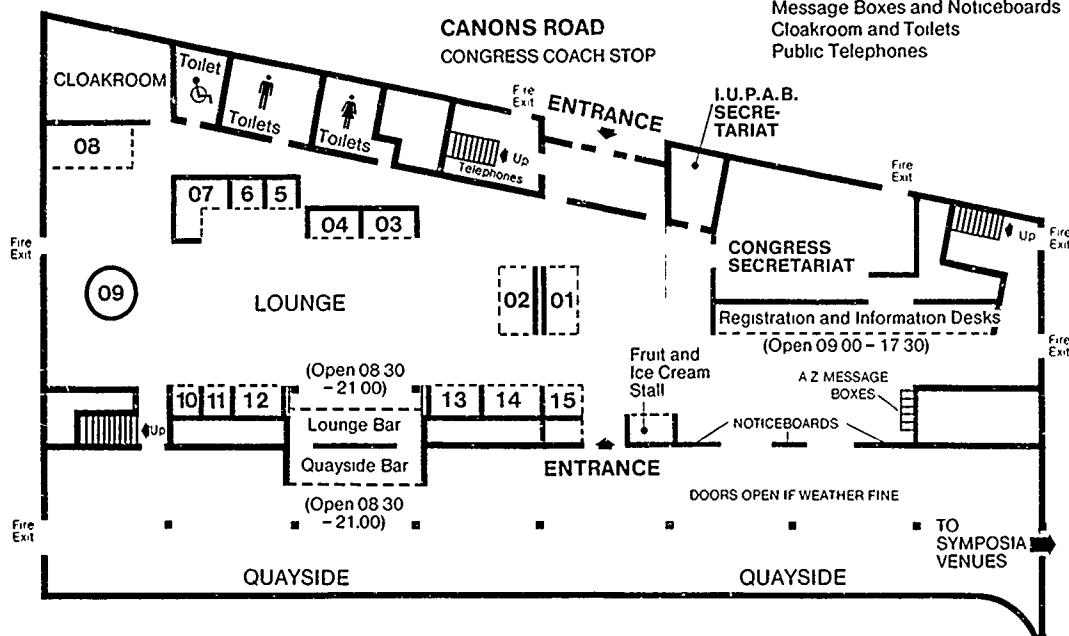 Message Boxes and Noticeboards
Cloakroom and Toilets
Public Telephones
CANONS ROAD
CONGRESS COACH STOP
Toilet
CLOAKROOM
Toilets
Toilets
Fire
Exit
ENTRANCE
I.U.P.A.B.
SECRE-
TARIAT
Up
Telephones
Fire
Exit
08
07 6 5
04 03
Up
Fire
Exit
Fire
Exit
CONGRESS
SECRETARIAT
09
LOUNGE
02 01
Registration and Information Desks
(Open 09 00 – 17 30)
Fire
Exit
Fruit and
Ice Cream
Stall
(Open 08 30
– 21 00)
A Z MESSAGE
BOXES
10 11 12
13 14 15
Up
Lounge Bar
NOTICEBOARDS
Quayside Bar
ENTRANCE
(Open 08 30
– 21.00)
DOORS OPEN IF WEATHER FINE
Fire
Exit
TO
SYMPOSIA
VENUES
QUAYSIDE
QUAYSIDE